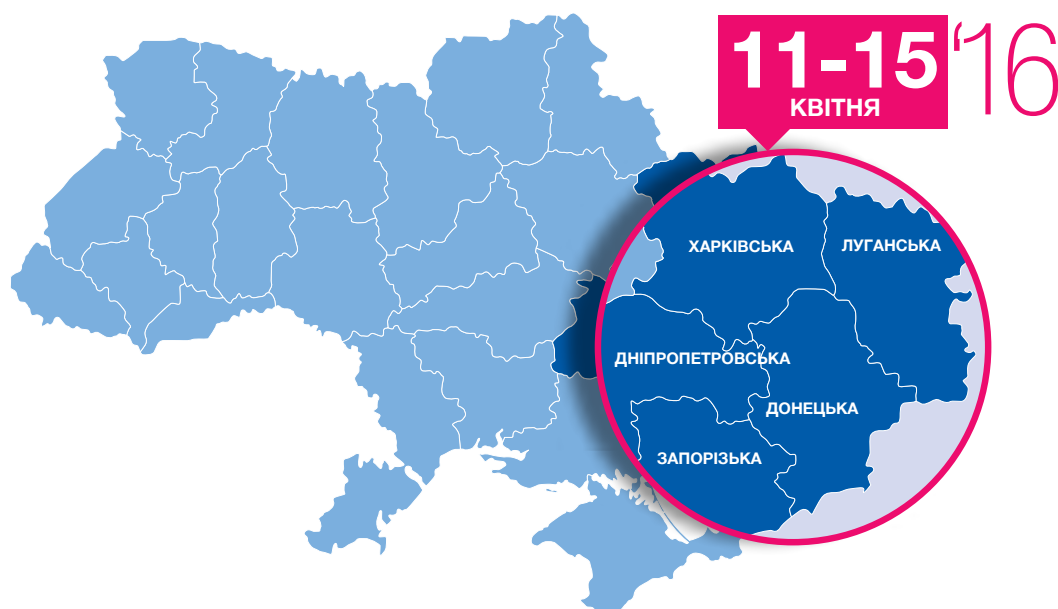 11-15
КВІТНЯ
'16
ХАРКІВСЬКА
ЛУГАНСЬКА
ДНІПРОПЕТРОВСЬКА
ДОНЕЦЬКА
ЗАПОРІЗЬКА